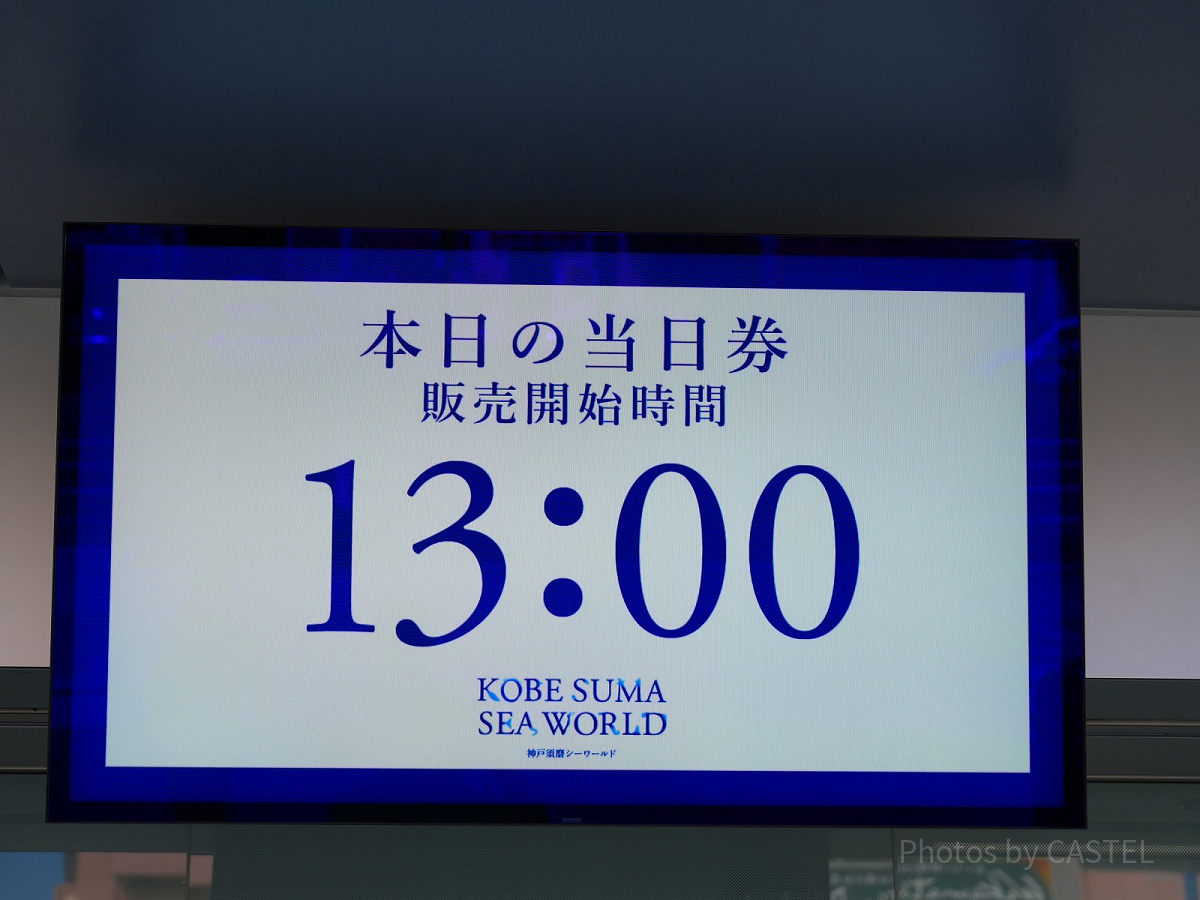 本日の当日券
販売開始時間
13:00
KOBE SUMA
SEA WORLD
神戸須磨シーワールド
Photos by CASTEL